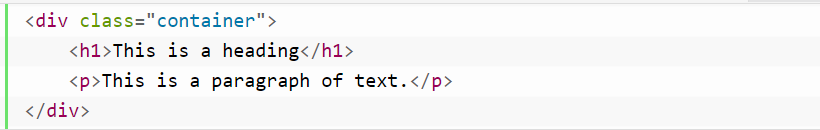 <div class="container">
    <h1>This is a heading</h1>
    <p>This is a paragraph of text.</p>
</div>